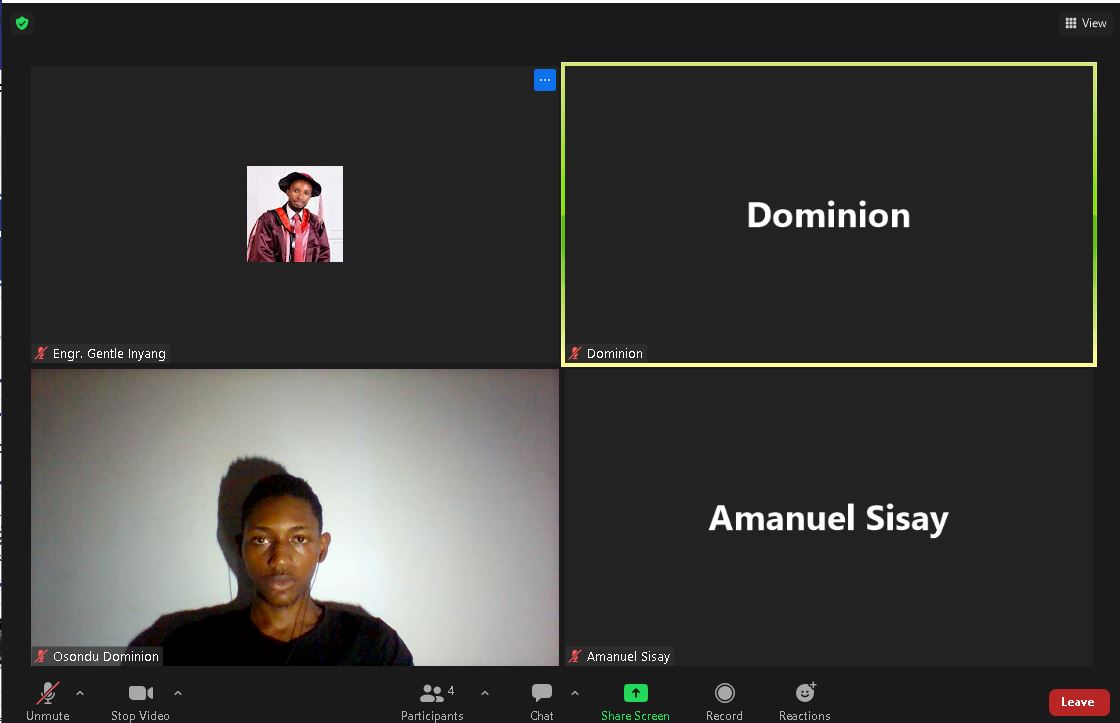 View
Dominion
Engr. Gentle Inyang
Dominion
Amanuel Sisay
Osondu Dominion
Amanuel Sisay
4
Unmute
Stop Video
Participants
Chat
Share Screen
Record
Reactions
Leave